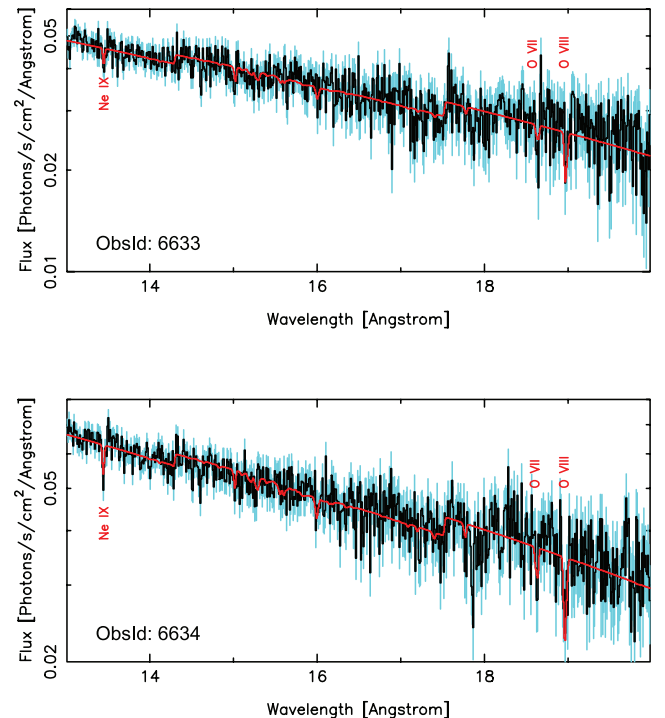 0.05
0.02
0.01
Flux [Photons/s/cm²/Angstrom]
Ne IX
O VII
O VIII
ObsId: 6633
14
16
18
Wavelength [Angstrom]
0.05
0.02
Flux [Photons/s/cm²/Angstrom]
Ne IX
O VII
O VIII
ObsId: 6634
14
16
18
Wavelength [Angstrom]